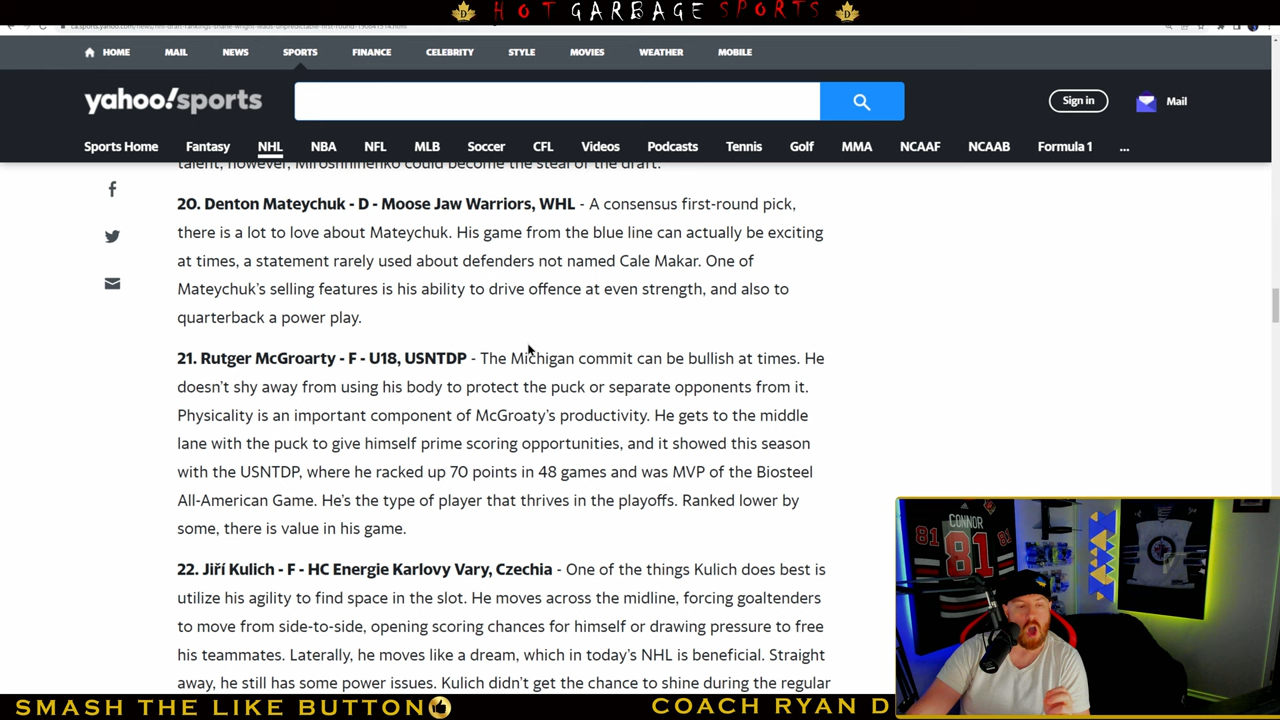 HOT GARBAGE SPORTS
HOME MAIL NEWS SPORTS FINANCE CELEBRITY STYLE MOVIES WEATHER MOBILE
yahoo!sports
Sign in
Mail
Sports Home Fantasy NHL NBA NFL MLB Soccer CFL Videos Podcasts Tennis Golf MMA NCAAF NCAAB Formula 1 ...
talent, however, Miroshninenko could become the steal of the draft.
20. Denton Mateychuk - D - Moose Jaw Warriors, WHL - A consensus first-round pick,
there is a lot to love about Mateychuk. His game from the blue line can actually be exciting
at times, a statement rarely used about defenders not named Cale Makar. One of
Mateychuk's selling features is his ability to drive offence at even strength, and also to
quarterback a power play.
21. Rutger McGroarty - F - U18, USNTDP - The Michigan commit can be bullish at times. He
doesn't shy away from using his body to protect the puck or separate opponents from it.
Physicality is an important component of McGroaty's productivity. He gets to the middle
lane with the puck to give himself prime scoring opportunities, and it showed this season
with the USNTDP, where he racked up 70 points in 48 games and was MVP of the Biosteel
All-American Game. He's the type of player that thrives in the playoffs. Ranked lower by
some, there is value in his game.
22. Jiří Kulich - F - HC Energie Karlovy Vary, Czechia - One of the things Kulich does best is
utilize his agility to find space in the slot. He moves across the midline, forcing goaltenders
to move from side-to-side, opening scoring chances for himself or drawing pressure to free
his teammates. Laterally, he moves like a dream, which in today's NHL is beneficial. Straight
away, he still has some power issues. Kulich didn't get the chance to shine during the regular
CONNOR
81
81
SMASH THE LIKE BUTTON
COACH RYAN D